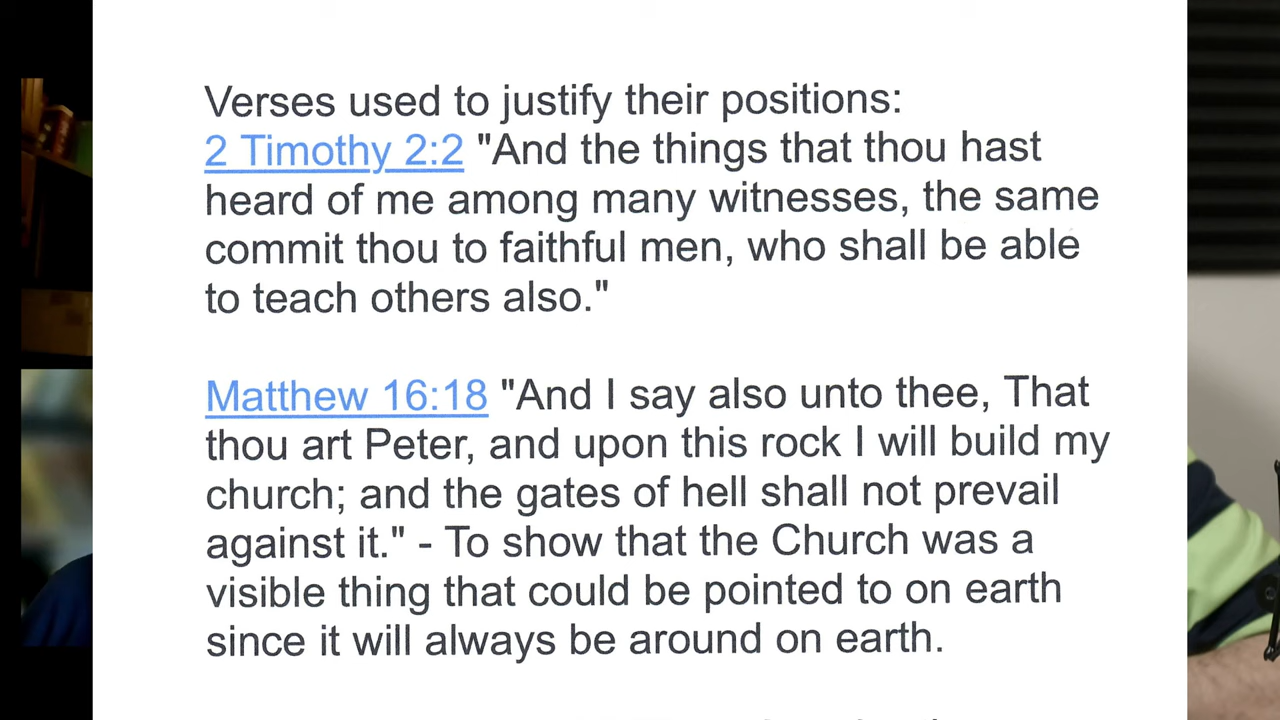 Verses used to justify their positions:
2 Timothy 2:2 "And the things that thou hast
heard of me among many witnesses, the same
commit thou to faithful men, who shall be able
to teach others also."
Matthew 16:18 "And I say also unto thee, That
thou art Peter, and upon this rock I will build my
church; and the gates of hell shall not prevail
against it." - To show that the Church was a
visible thing that could be pointed to on earth
since it will always be around on earth.